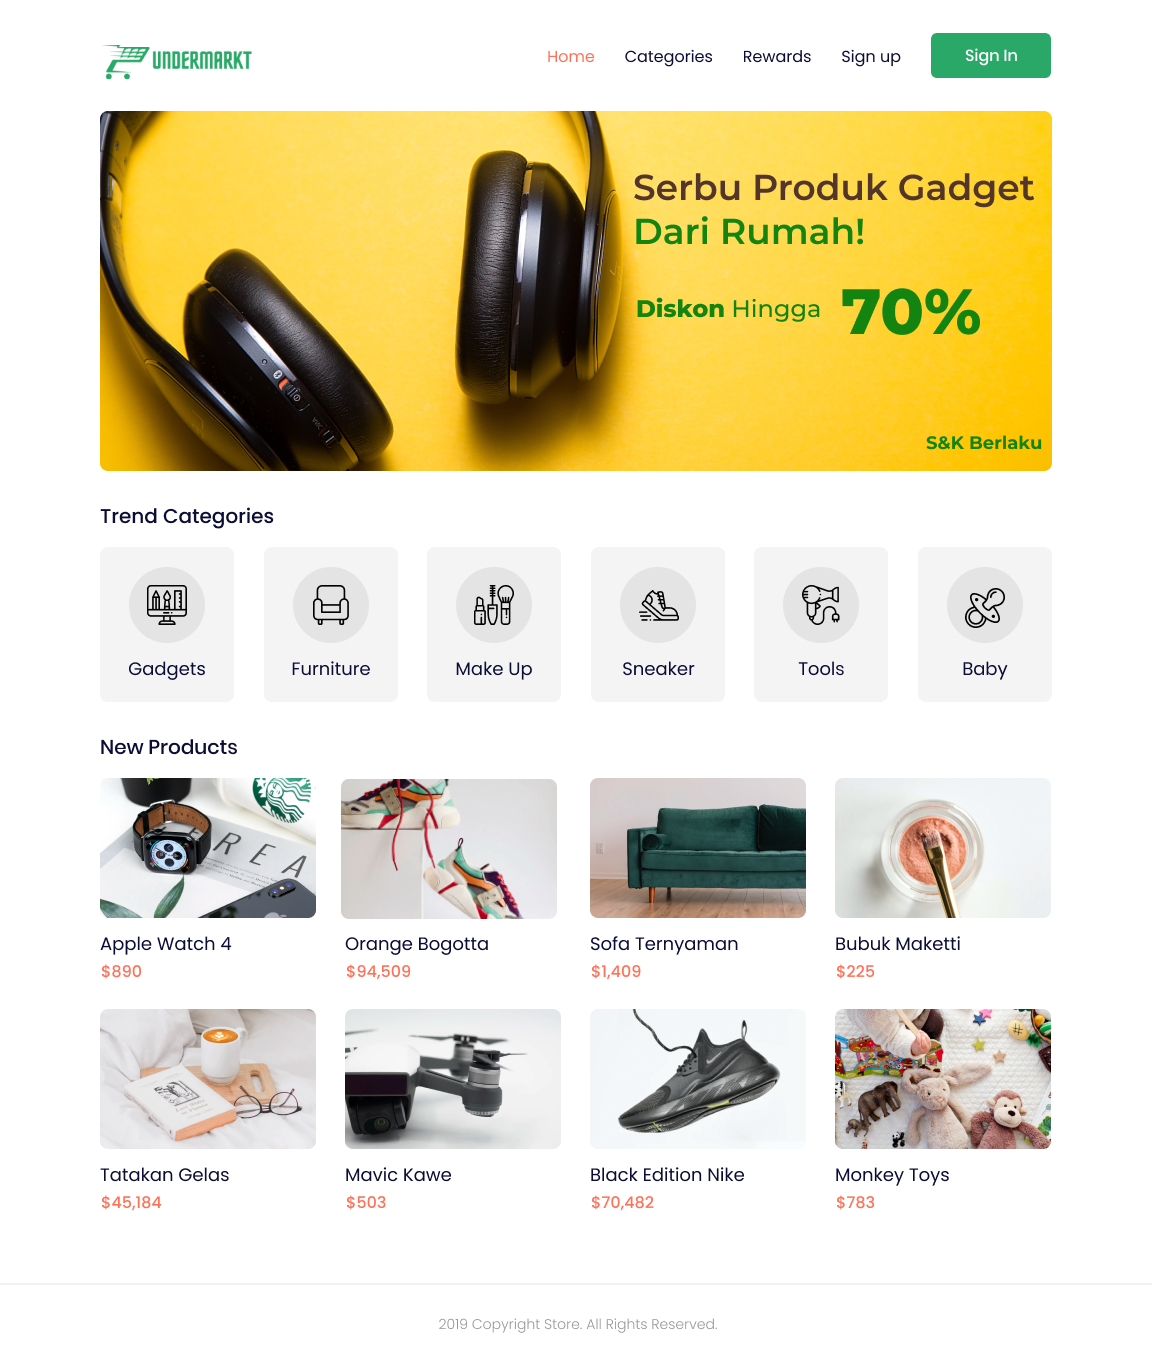 UNDERMARKT
Home Categories Rewards Sign up Sign In
Serbu Produk Gadget
Dari Rumah!
Diskon Hingga 70%
S&K Berlaku
Trend Categories
Gadgets Furniture Make Up Sneaker Tools Baby
New Products
REA
Apple Watch 4 Orange Bogotta Sofa Ternyaman Bubuk Maketti
$890 $94,509 $1,409 $225
Tatakan Gelas Mavic Kawe Black Edition Nike Monkey Toys
$45,184 $503 $70,482 $783
2019 Copyright Store. All Rights Reserved.